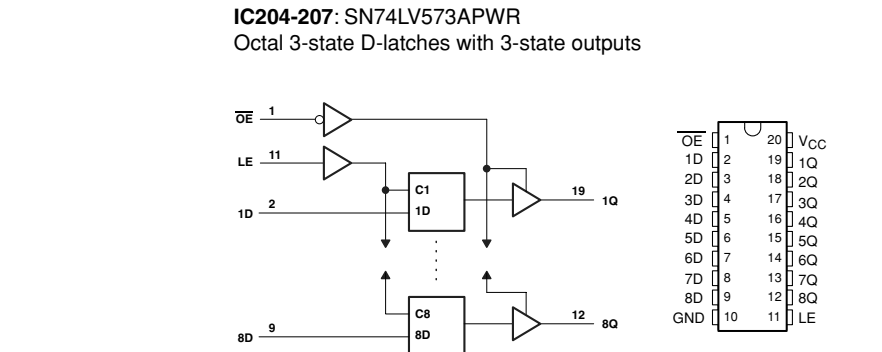 IC204-207: SN74LV573APWR
Octal 3-state D-latches with 3-state outputs
OE 1
LE 11
C1
1D 2 1D 19 1Q
C8
8D 9 8D 12 8Q
OE 1 20 VCC
1D 2 19 1Q
2D 3 18 2Q
3D 4 17 3Q
4D 5 16 4Q
5D 6 15 5Q
6D 7 14 6Q
7D 8 13 7Q
8D 9 12 8Q
GND 10 11 LE